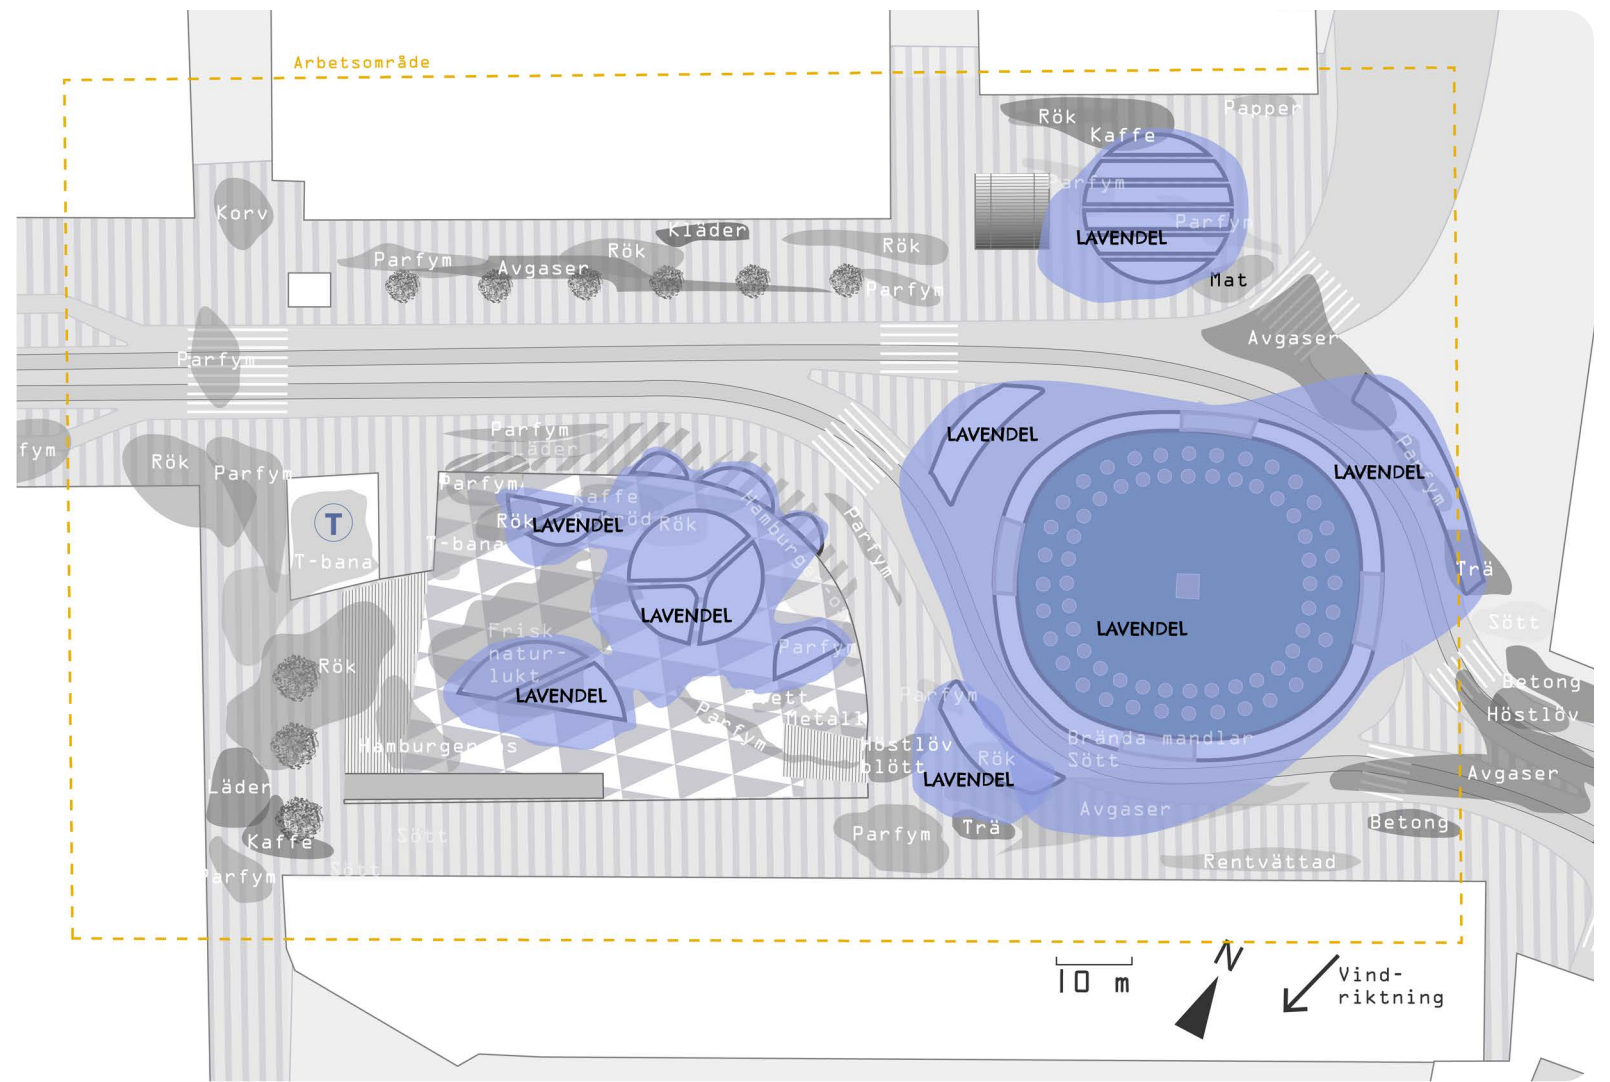 Arbetsområde
Rök
Papper
Kaffe
Parfym
Parfym
LAVENDEL
Mat
Korv
Kläder
Rök
Rök
Parfym
Avgaser
Parfym
Avgaser
Parfym
Parfym
Läder
LAVENDEL
Parfym
LAVENDEL
fym
Rök
Parfym
Parfym
Kaffe
Rök
LAVENDEL
Rök
Parfym
T
T-bana
T-bana
Trä
LAVENDEL
Parfym
LAVENDEL
Sött
Frisk
natur-
lukt
LAVENDEL
Rök
Parfym
Betong
Höstlöv
Metall
Parfym
Brända mandlar
Sött
Höstlöv
blött
Rök
LAVENDEL
Avgaser
Läder
Avgaser
Betong
Kaffe
Sött
Parfym
Trä
Rentvättad
Sött
arfym
10 m
N
Vind-
riktning